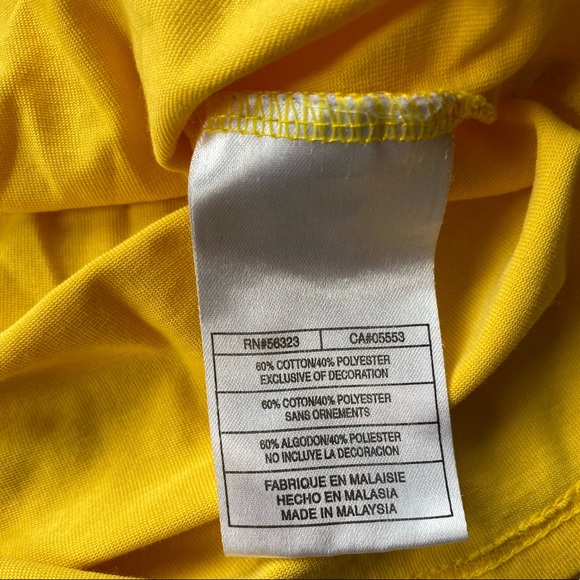 RN#56323 CA#05553
60% COTTON/40% POLYESTER
EXCLUSIVE OF DECORATION
60% COTON/40% POLYESTER
SANS ORNEMENTS
60% ALGODON/40% POLIESTER
NO INCLUYE LA DECORACION
FABRIQUE EN MALAISIE
HECHO EN MALASIA
MADE IN MALAYSIA